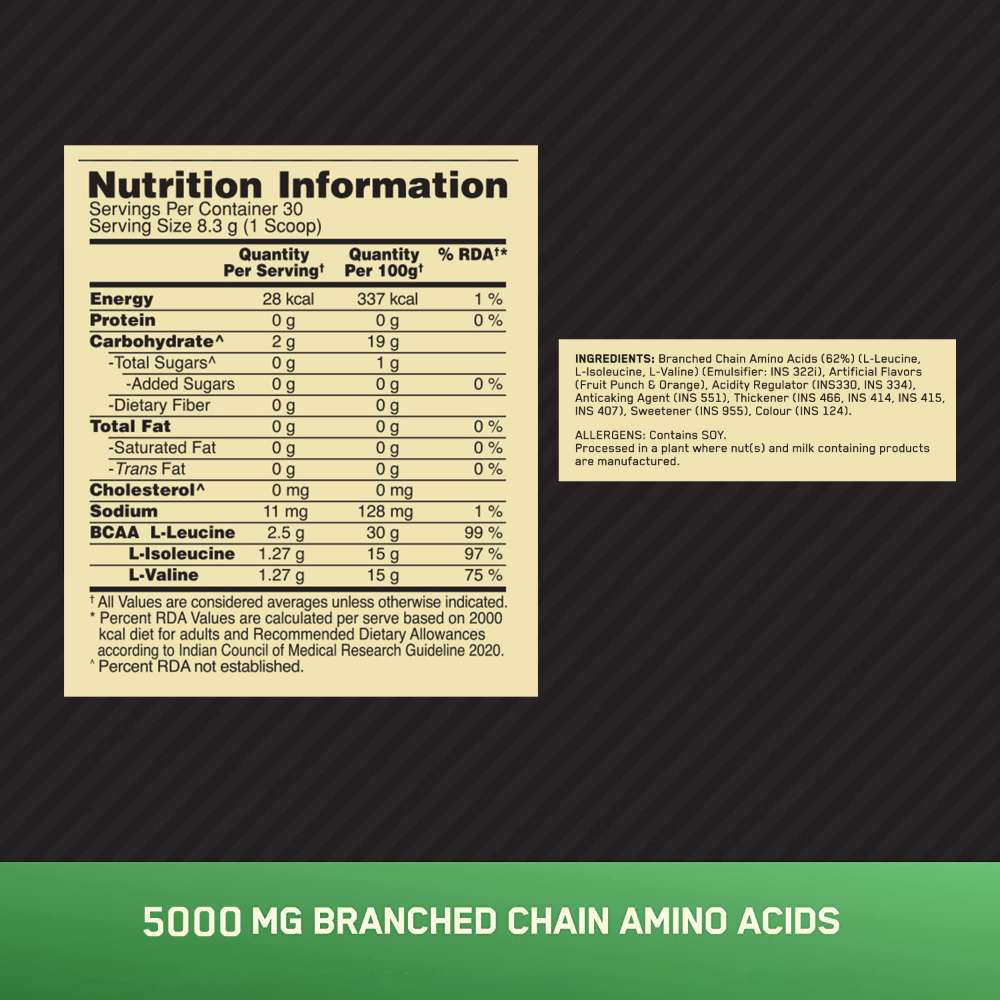 Nutrition Information
Servings Per Container 30
Serving Size 8.3 g (1 Scoop)
Quantity Per Serving† Quantity Per 100g† % RDA†*
Energy 28 kcal 337 kcal 1 %
Protein 0 g 0 g 0 %
Carbohydrate^ 2 g 19 g
-Total Sugars^ 0 g 1 g
-Added Sugars 0 g 0 g 0 %
-Dietary Fiber 0 g 0 g
Total Fat 0 g 0 g 0 %
-Saturated Fat 0 g 0 g 0 %
-Trans Fat 0 g 0 g 0 %
Cholesterol^ 0 mg 0 mg
Sodium 11 mg 128 mg 1 %
BCAA L-Leucine 2.5 g 30 g 99 %
L-Isoleucine 1.27 g 15 g 97 %
L-Valine 1.27 g 15 g 75 %
† All Values are considered averages unless otherwise indicated.
* Percent RDA Values are calculated per serve based on 2000
kcal diet for adults and Recommended Dietary Allowances
according to Indian Council of Medical Research Guideline 2020.
^ Percent RDA not established.
INGREDIENTS: Branched Chain Amino Acids (62%) (L-Leucine,
L-Isoleucine, L-Valine) (Emulsifier: INS 322i), Artificial Flavors
(Fruit Punch & Orange), Acidity Regulator (INS330, INS 334),
Anticaking Agent (INS 551), Thickener (INS 466, INS 414, INS 415,
INS 407), Sweetener (INS 955), Colour (INS 124).
ALLERGENS: Contains SOY.
Processed in a plant where nut(s) and milk containing products
are manufactured.
5000 MG BRANCHED CHAIN AMINO ACIDS